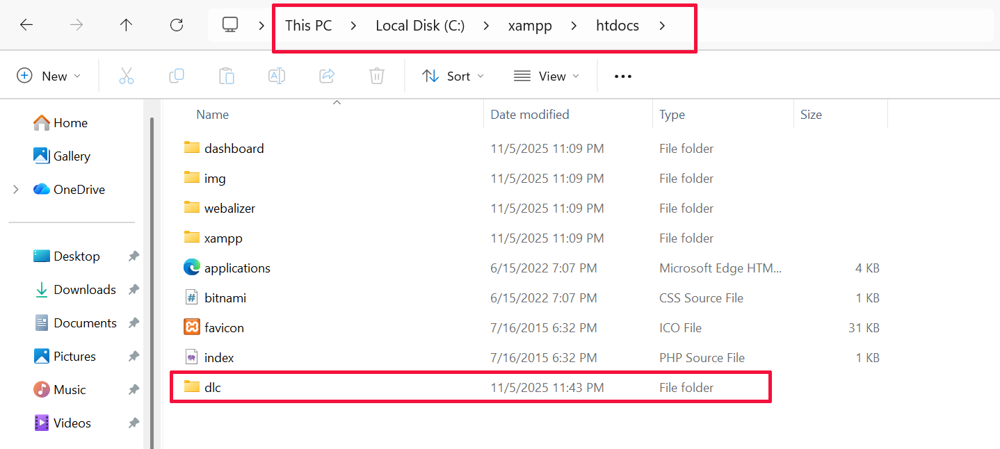 This PC > Local Disk (C:) > xampp > htdocs >
New Sort View
Name Date modified Type Size
Home
Gallery
OneDrive
Desktop
Downloads
Documents
Pictures
Music
Videos
dashboard 11/5/2025 11:09 PM File folder
img 11/5/2025 11:09 PM File folder
webalizer 11/5/2025 11:09 PM File folder
xampp 11/5/2025 11:09 PM File folder
applications 6/15/2022 7:07 PM Microsoft Edge HTM... 4 KB
bitnami 6/15/2022 7:07 PM CSS Source File 1 KB
favicon 7/16/2015 6:32 PM ICO File 31 KB
index 7/16/2015 6:32 PM PHP Source File 1 KB
dlc 11/5/2025 11:43 PM File folder